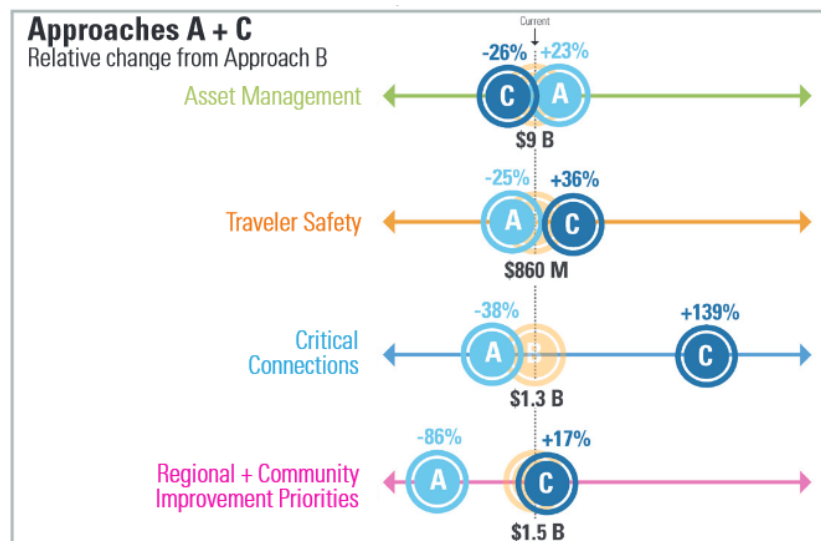 Approaches A + C
Relative change from Approach B
Current
-26%
+23%
Asset Management
C
A
$9 B
-25%
+36%
Traveler Safety
A
C
$860 M
-38%
+139%
Critical
Connections
A
B
C
$1.3 B
-86%
+17%
Regional + Community
Improvement Priorities
A
C
$1.5 B